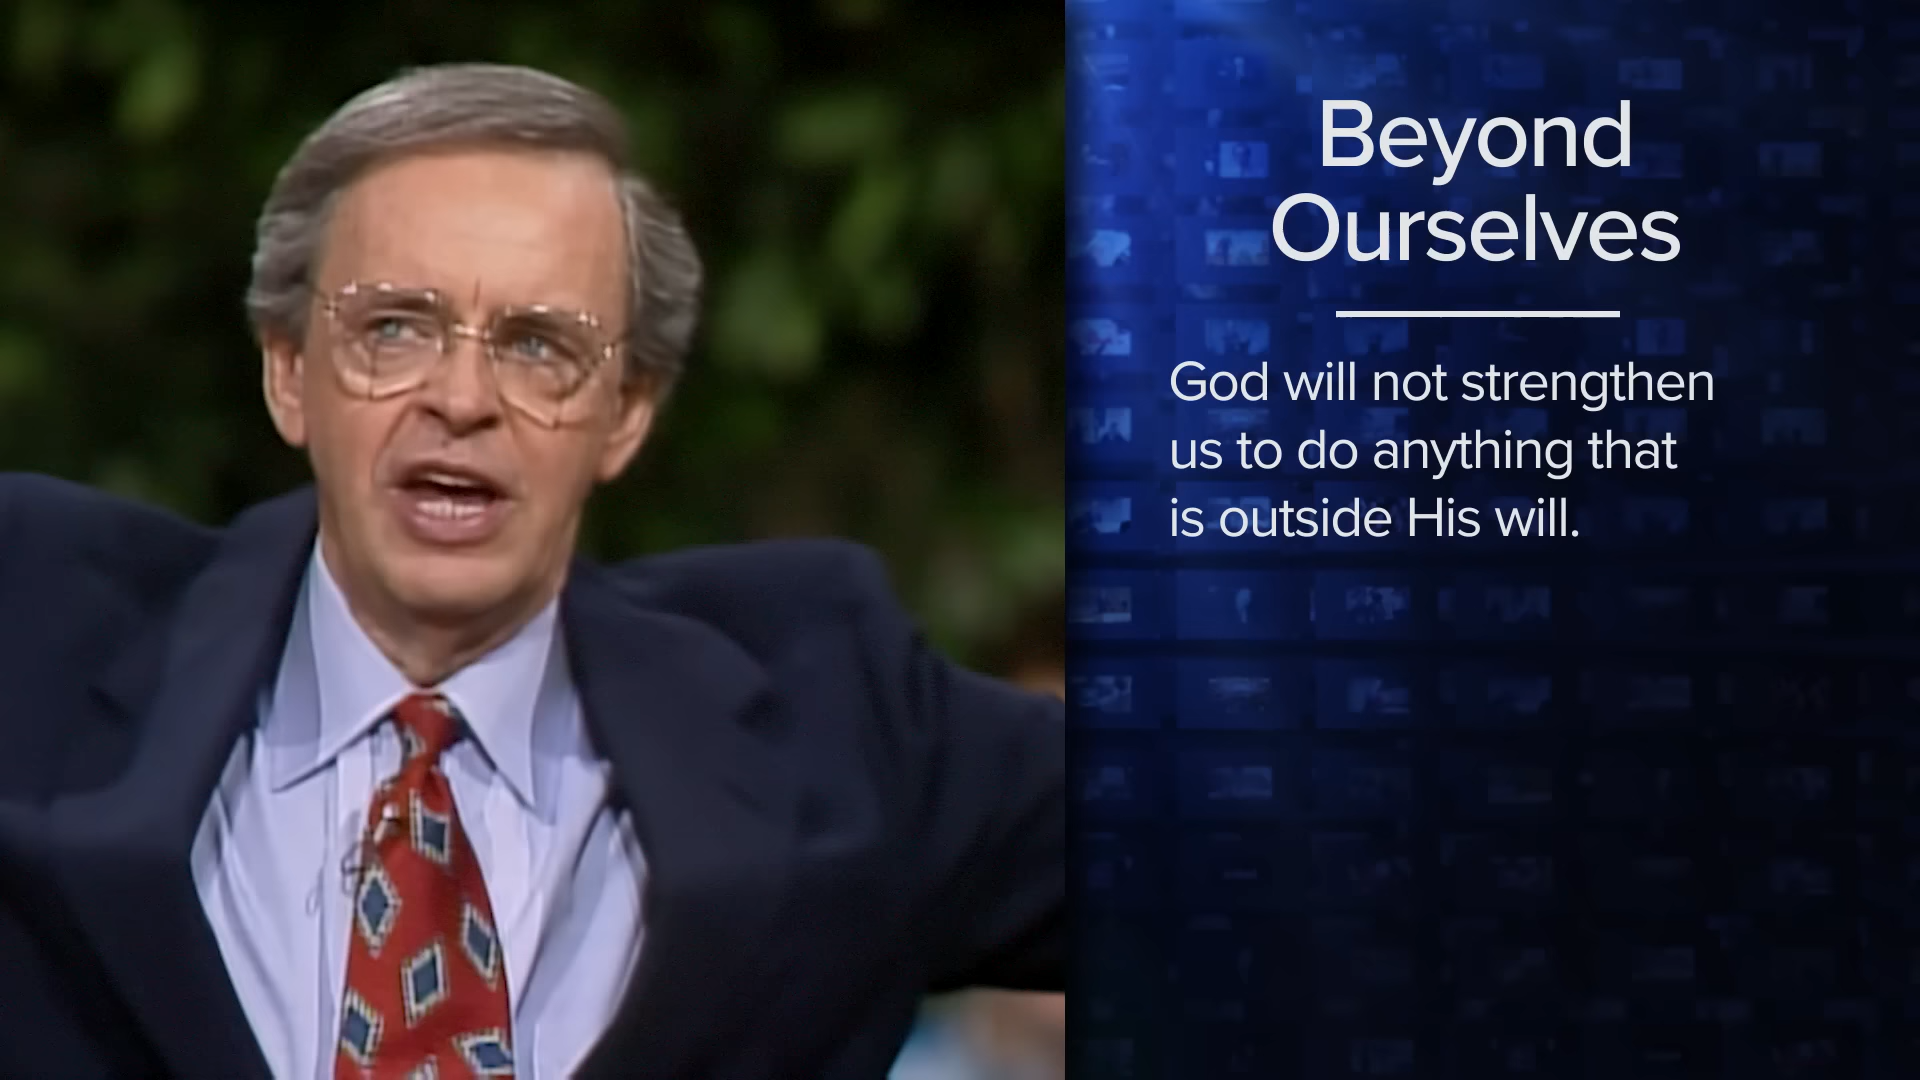 Beyond
Ourselves
God will not strengthen
us to do anything that
is outside His will.